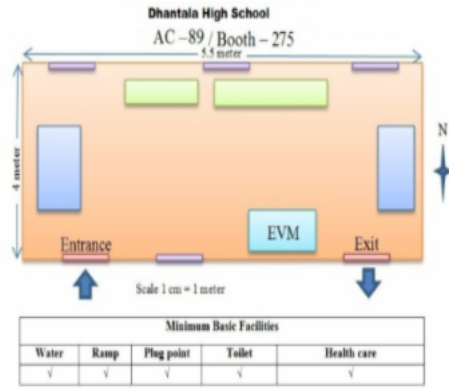 Dhantala High School
AC –89 / Booth – 275
5.5 meter
4 meter
N
Entrance
EVM
Exit
Scale 1 cm = 1 meter
Minimum Basic Facilities
Water Ramp Plug point Toilet Health care
√ √ √ √ √